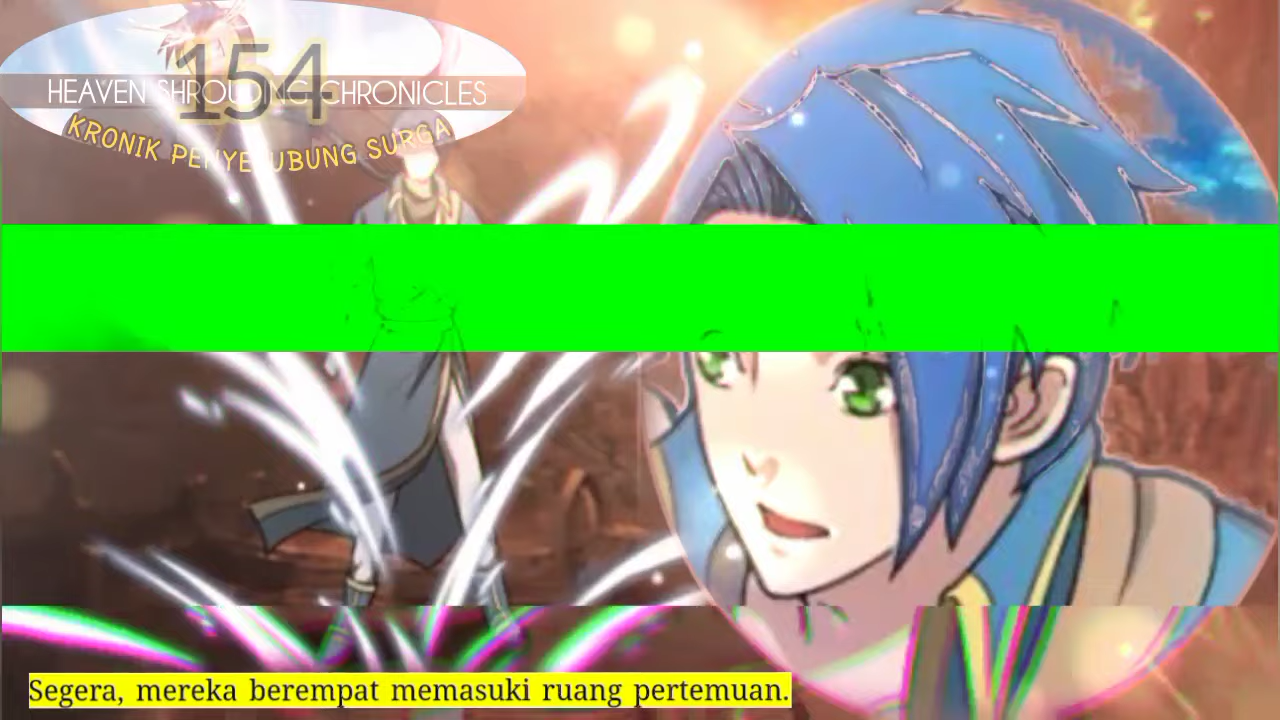 154
HEAVEN SHROUDING CHRONICLES
KRONIK PENYELUBUNG SURGA
Segera, mereka berempat memasuki ruang pertemuan.